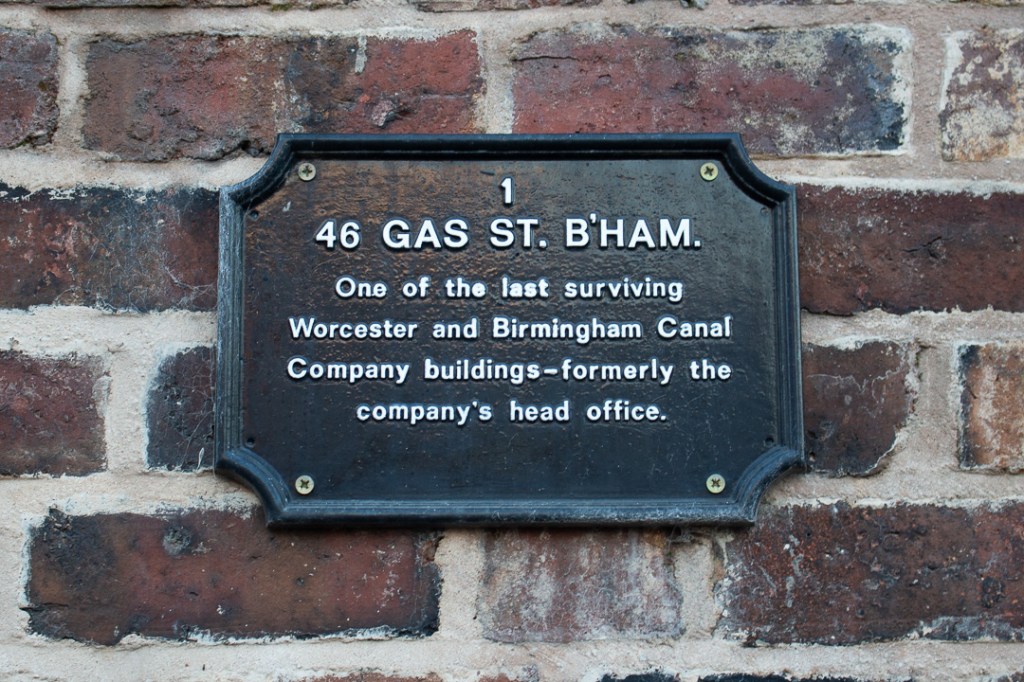 1
46 GAS ST. B'HAM.
One of the last surviving
Worcester and Birmingham Canal
Company buildings-formerly the
company's head office.